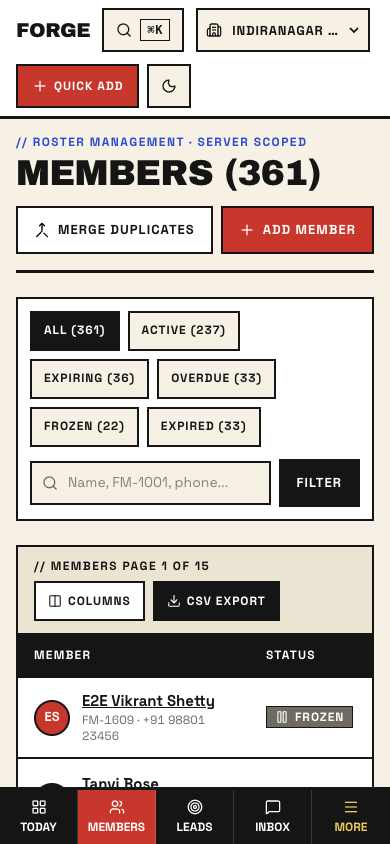 FORGE
⌘K
INDIRANAGAR ...
QUICK ADD
// ROSTER MANAGEMENT · SERVER SCOPED
MEMBERS (361)
MERGE DUPLICATES
ADD MEMBER
ALL (361)
ACTIVE (237)
EXPIRING (36)
OVERDUE (33)
FROZEN (22)
EXPIRED (33)
Name, FM-1001, phone...
FILTER
// MEMBERS PAGE 1 OF 15
COLUMNS
CSV EXPORT
MEMBER
STATUS
ES
E2E Vikrant Shetty
FM-1609 · +91 98801
23456
FROZEN
Tanvi Bose
TODAY
MEMBERS
LEADS
INBOX
MORE